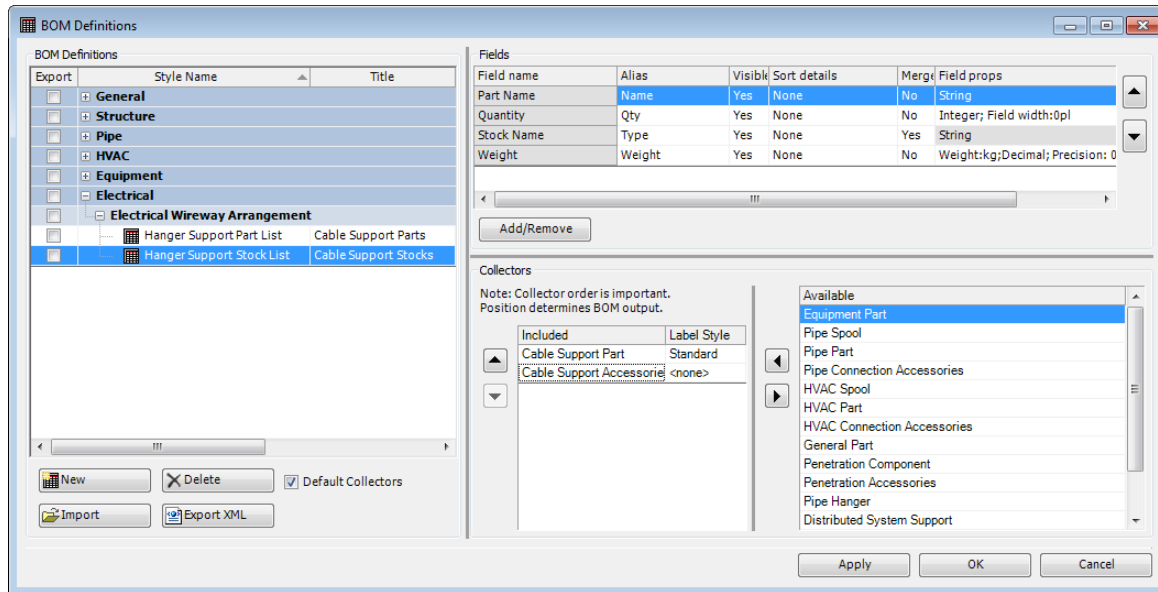 BOM Definitions
BOM Definitions
Export Style Name Title
General
Structure
Pipe
HVAC
Equipment
Electrical
Electrical Wireway Arrangement
Hanger Support Part List Cable Support Parts
Hanger Support Stock List Cable Support Stocks
New
Delete
Default Collectors
Import
Export XML
Fields
Field name Alias Visible Sort details Merge Field props
Part Name Name Yes None No String
Quantity Qty Yes None No Integer; Field width:0pl
Stock Name Type Yes None Yes String
Weight Weight Yes None No Weight:kg;Decimal; Precision: 0
Add/Remove
Collectors
Note: Collector order is important.
Position determines BOM output.
Included Label Style
Cable Support Part Standard
Cable Support Accessorie <none>
Available
Equipment Part
Pipe Spool
Pipe Part
Pipe Connection Accessories
HVAC Spool
HVAC Part
HVAC Connection Accessories
General Part
Penetration Component
Penetration Accessories
Pipe Hanger
Distributed System Support
Apply
OK
Cancel